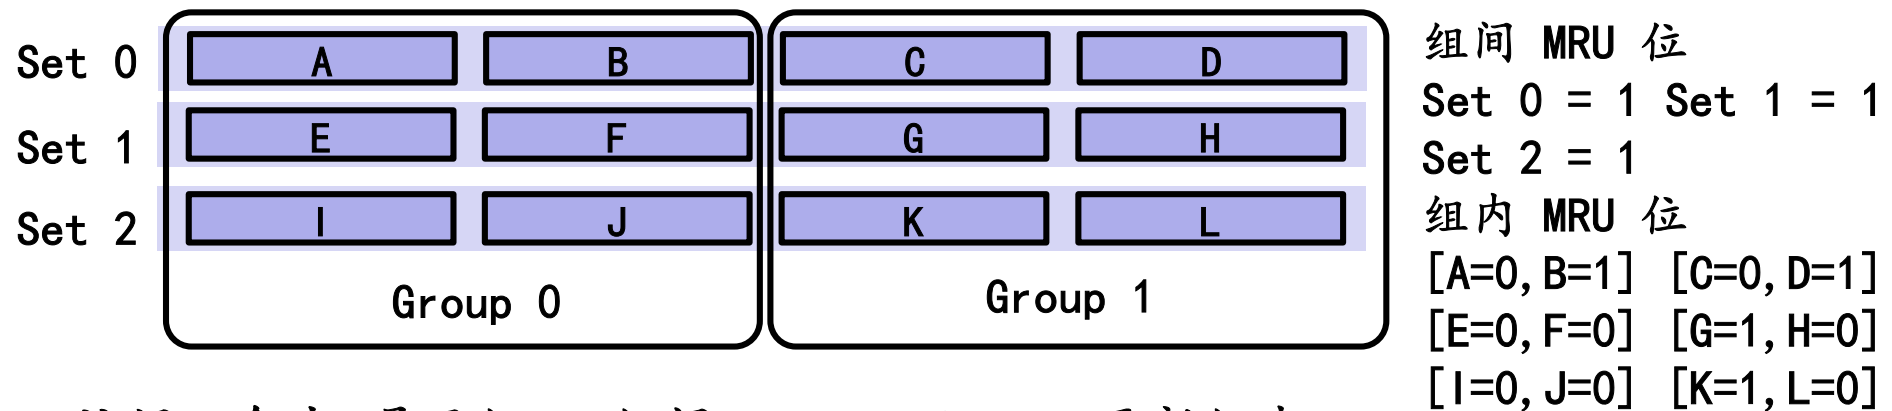 Set 0 A B C D
Set 1 E F G H
Set 2 I J K L
Group 0 Group 1
组间 MRU 位
Set 0 = 1 Set 1 = 1
Set 2 = 1
组内 MRU 位
[A=0,B=1] [C=0,D=1]
[E=0,F=0] [G=1,H=0]
[I=0,J=0] [K=1,L=0]